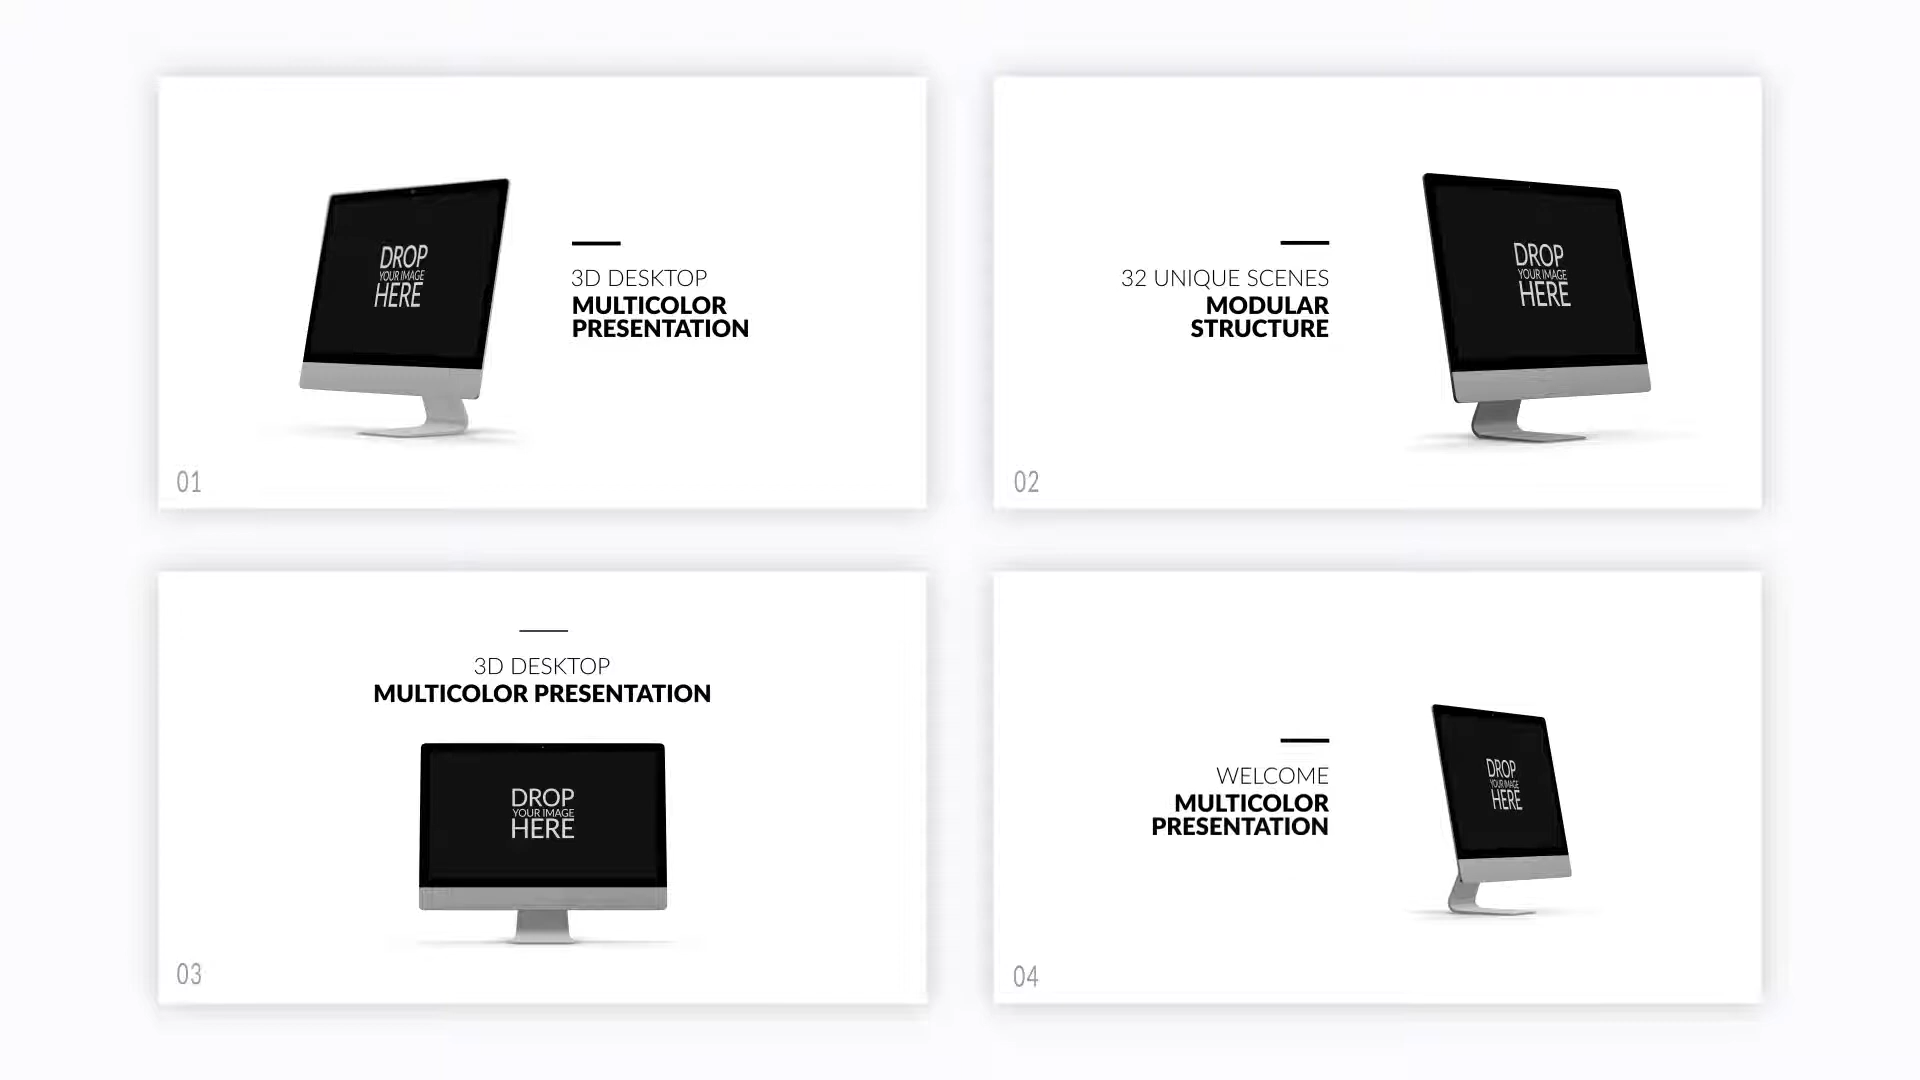 DROP
YOUR IMAGE
HERE
3D DESKTOP
MULTICOLOR
PRESENTATION
01
32 UNIQUE SCENES
MODULAR
STRUCTURE
DROP
YOUR IMAGE
HERE
02
3D DESKTOP
MULTICOLOR PRESENTATION
DROP
YOUR IMAGE
HERE
03
WELCOME
MULTICOLOR
PRESENTATION
DROP
YOUR IMAGE
HERE
04